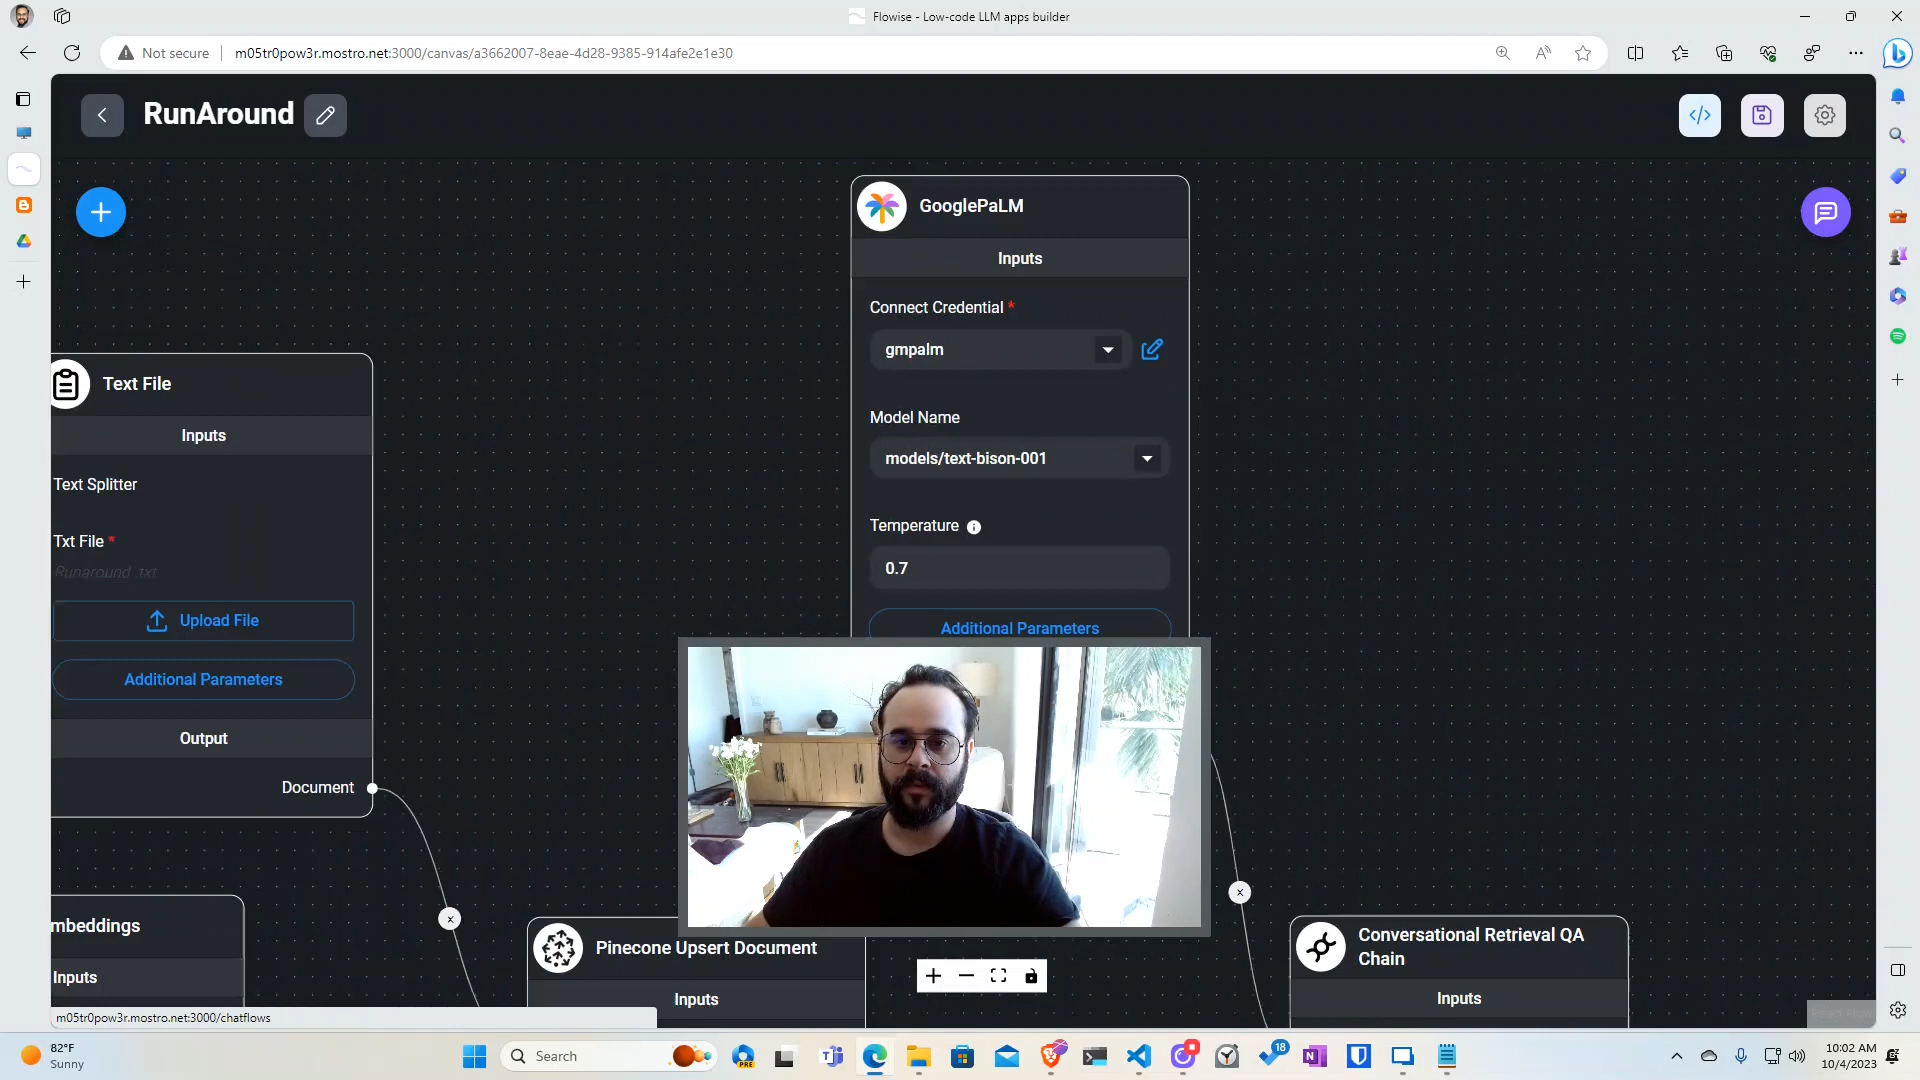 Flowise - Low-code LLM apps builder
Not secure
m05tr0pow3r.mostro.net:3000/canvas/a3662007-8eae-4d28-9385-914afe2e1e30
RunAround
GooglePaLM
Inputs
Connect Credential *
gmpalm
Model Name
models/text-bison-001
Temperature
0.7
Additional Parameters
Text File
Inputs
Text Splitter
Txt File *
Runaround .txt
Upload File
Additional Parameters
Output
Document
mbeddings
Inputs
Pinecone Upsert Document
Inputs
Conversational Retrieval QA
Chain
Inputs
m05tr0pow3r.mostro.net:3000/chatflows
82°F
Sunny
Search
PRE
18
10:02 AM
10/4/2023